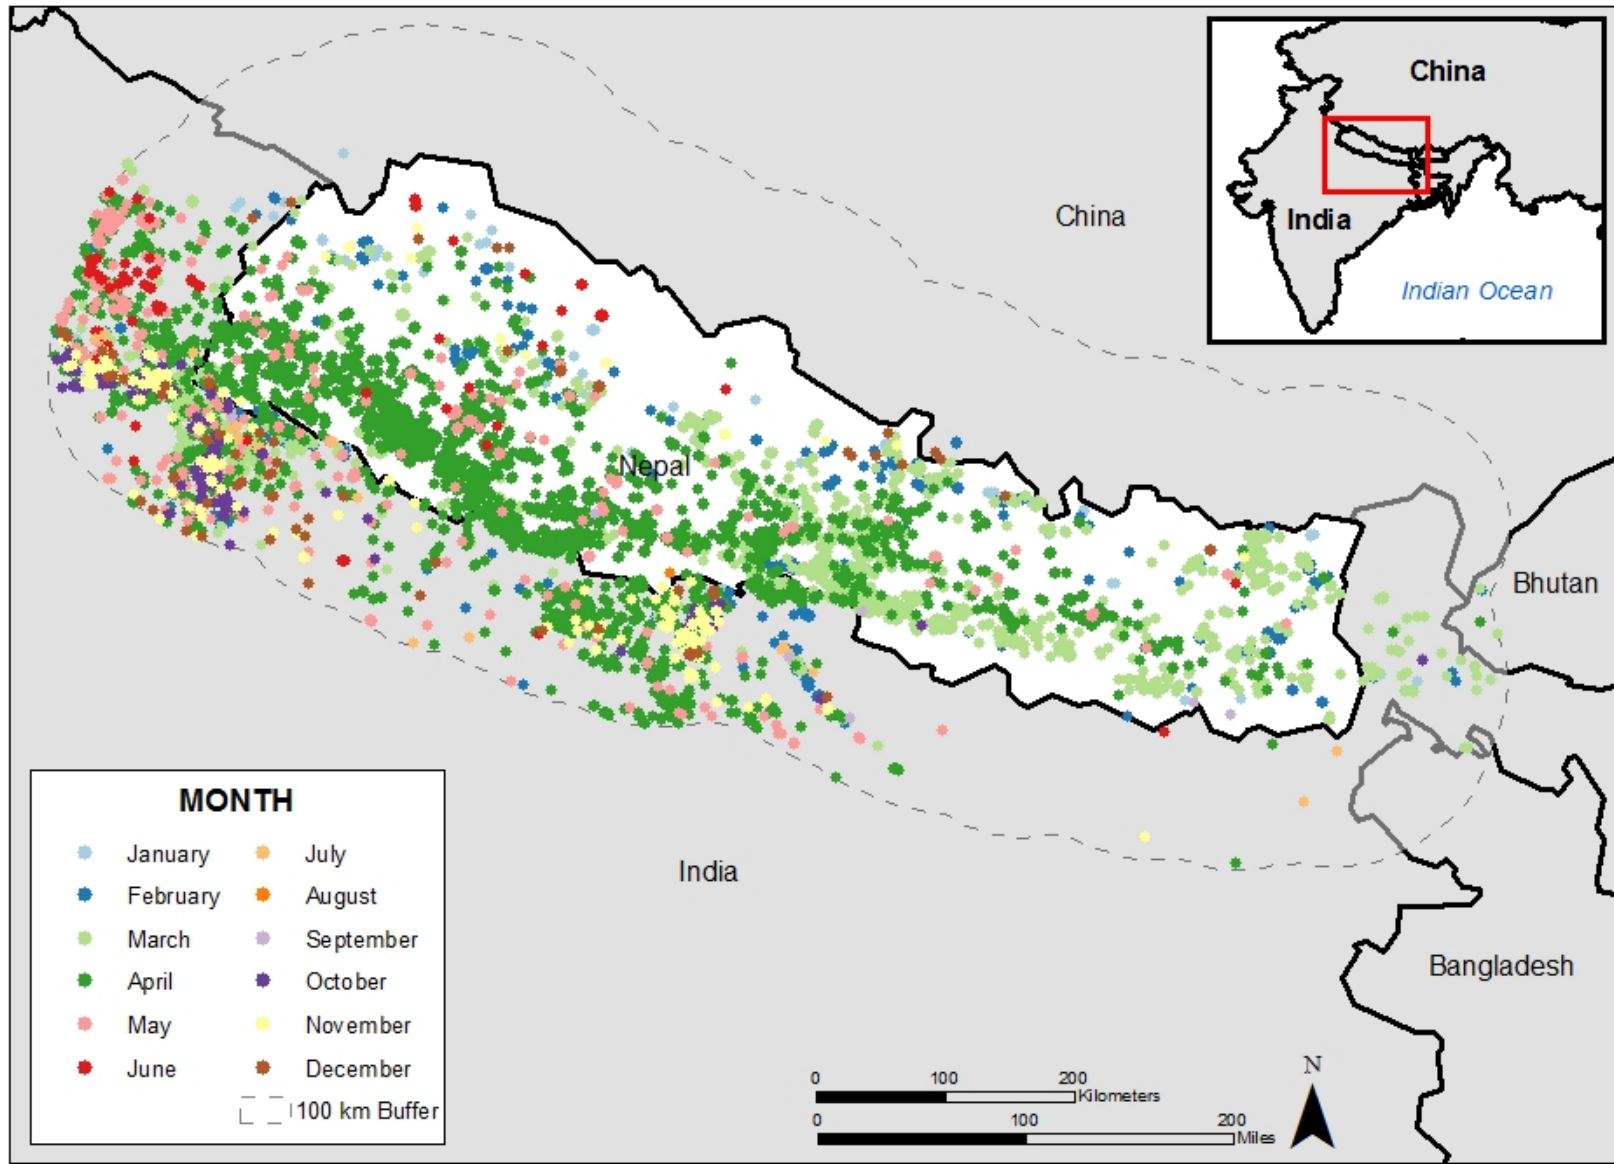 China
India
Indian Ocean
China
Nepal
Bhutan
India
Bangladesh
MONTH
January
July
February
August
March
September
April
October
May
November
June
December
100 km Buffer
0 100 200
Kilometers
0 100 200
Miles
N